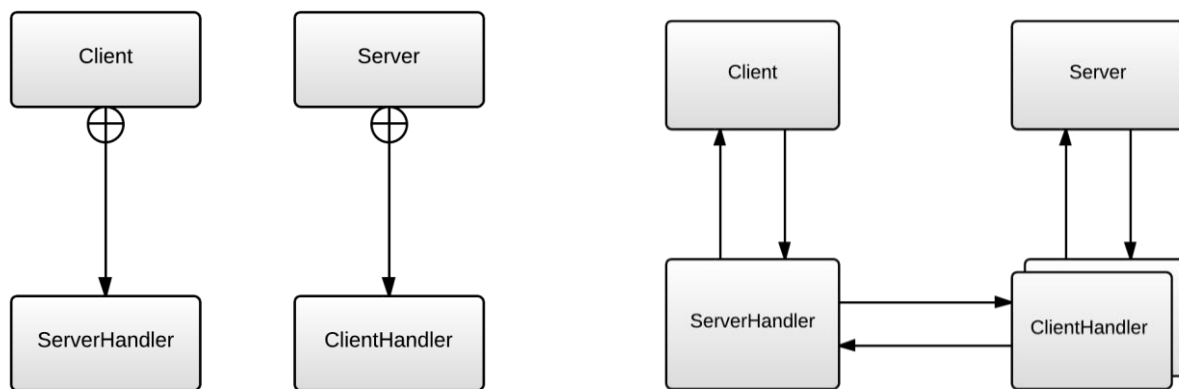 Client
Server
ServerHandler
ClientHandler
Client
Server
ServerHandler
ClientHandler